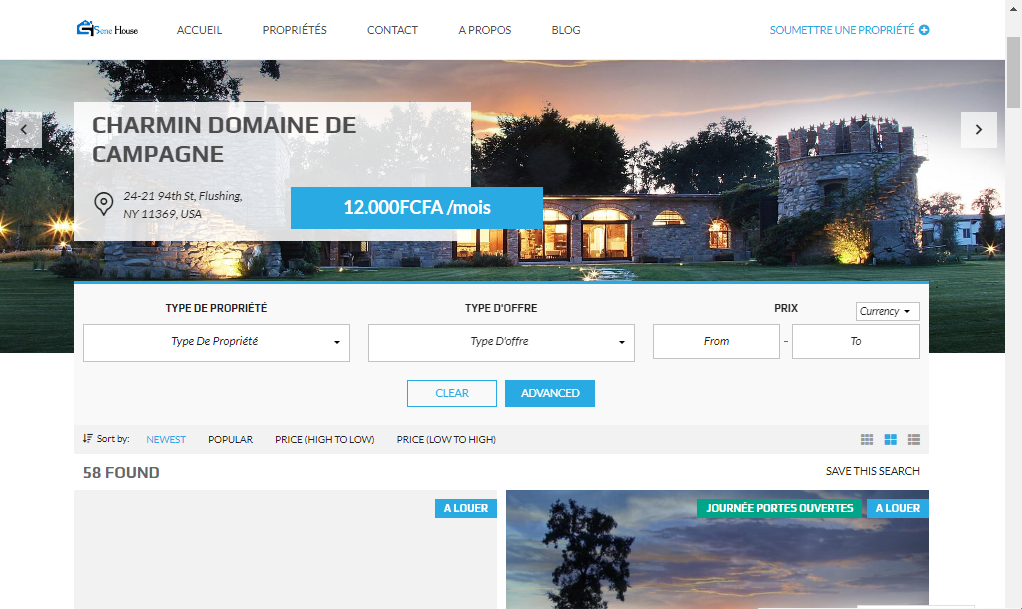 Sene House
ACCUEIL
PROPRIÉTÉS
CONTACT
A PROPOS
BLOG
SOUMETTRE UNE PROPRIÉTÉ
CHARMIN DOMAINE DE
CAMPAGNE
24-21 94th St, Flushing,
NY 11369, USA
12.000FCFA /mois
TYPE DE PROPRIÉTÉ
TYPE D'OFFRE
PRIX
Currency
Type De Propriété
Type D'offre
From
-
To
CLEAR
ADVANCED
Sort by:
NEWEST
POPULAR
PRICE (HIGH TO LOW)
PRICE (LOW TO HIGH)
58 FOUND
SAVE THIS SEARCH
A LOUER
JOURNÉE PORTES OUVERTES
A LOUER